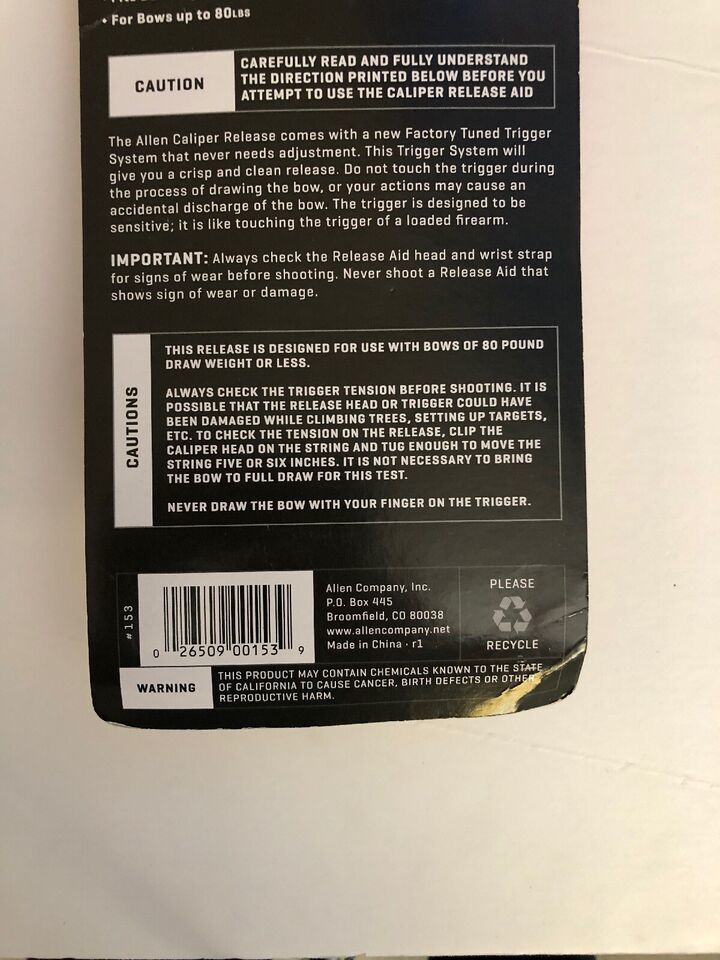 • For Bows up to 80LBS
CAUTION
CAREFULLY READ AND FULLY UNDERSTAND
THE DIRECTION PRINTED BELOW BEFORE YOU
ATTEMPT TO USE THE CALIPER RELEASE AID
The Allen Caliper Release comes with a new Factory Tuned Trigger
System that never needs adjustment. This Trigger System will
give you a crisp and clean release. Do not touch the trigger during
the process of drawing the bow, or your actions may cause an
accidental discharge of the bow. The trigger is designed to be
sensitive; it is like touching the trigger of a loaded firearm.
IMPORTANT: Always check the Release Aid head and wrist strap
for signs of wear before shooting. Never shoot a Release Aid that
shows sign of wear or damage.
CAUTIONS
THIS RELEASE IS DESIGNED FOR USE WITH BOWS OF 80 POUND
DRAW WEIGHT OR LESS.
ALWAYS CHECK THE TRIGGER TENSION BEFORE SHOOTING. IT IS
POSSIBLE THAT THE RELEASE HEAD OR TRIGGER COULD HAVE
BEEN DAMAGED WHILE CLIMBING TREES, SETTING UP TARGETS,
ETC. TO CHECK THE TENSION ON THE RELEASE, CLIP THE
CALIPER HEAD ON THE STRING AND TUG ENOUGH TO MOVE THE
STRING FIVE OR SIX INCHES. IT IS NOT NECESSARY TO BRING
THE BOW TO FULL DRAW FOR THIS TEST.
NEVER DRAW THE BOW WITH YOUR FINGER ON THE TRIGGER.
#153
0 26509 00153 9
Allen Company, Inc.
P.O. Box 445
Broomfield, CO 80038
www.allencompany.net
Made in China · r1
PLEASE
RECYCLE
WARNING
THIS PRODUCT MAY CONTAIN CHEMICALS KNOWN TO THE STATE
OF CALIFORNIA TO CAUSE CANCER, BIRTH DEFECTS OR OTHER
REPRODUCTIVE HARM.